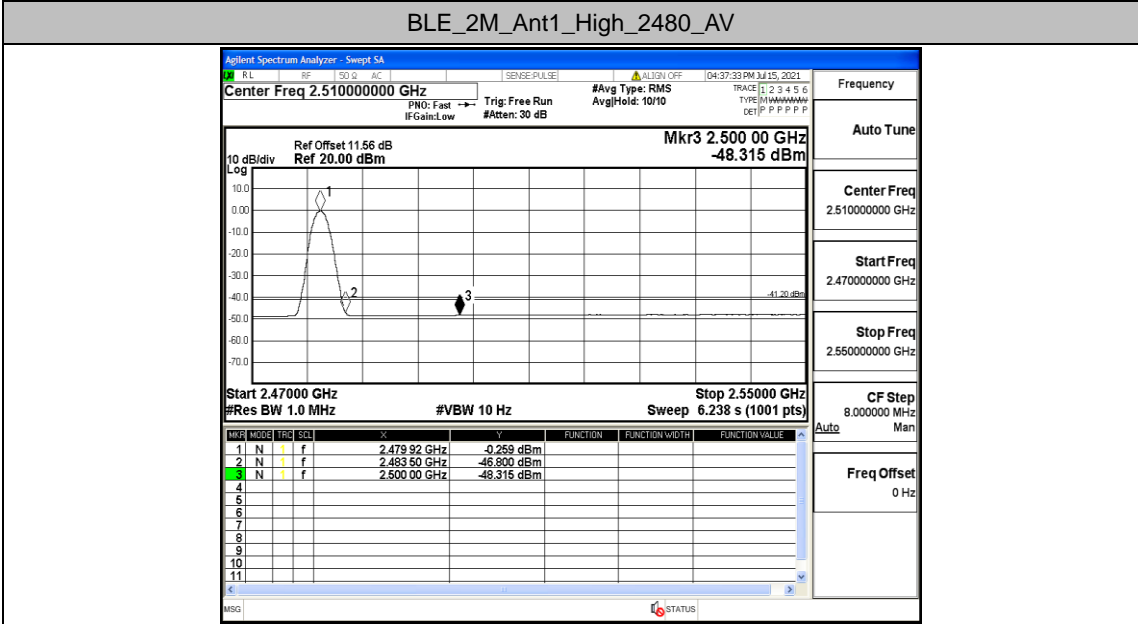 BLE_2M_Ant1_High_2480_AV
Agilent Spectrum Analyzer - Swept SA
RL RF 50 Ω AC SENSE:PULSE ALIGN OFF 04:37:33 PM Jul 15, 2021
Center Freq 2.510000000 GHz
PNO: Fast
IFGain:Low
Trig: Free Run
#Atten: 30 dB
#Avg Type: RMS
Avg|Hold: 10/10
TRACE 1 2 3 4 5 6
TYPE M W W W W W
DET P P P P P P
Mkr3 2.500 00 GHz
-48.315 dBm
Ref Offset 11.56 dB
10 dB/div Ref 20.00 dBm
Log
10.0
0.00
-10.0
-20.0
-30.0
-40.0
-50.0
-60.0
-70.0
1
2
3
-41.20 dBm
Start 2.47000 GHz Stop 2.55000 GHz
#Res BW 1.0 MHz #VBW 10 Hz Sweep 6.238 s (1001 pts)
MKR MODE TRC SCL X Y FUNCTION FUNCTION WIDTH FUNCTION VALUE
1 N 1 f 2.479 92 GHz -0.259 dBm
2 N 1 f 2.483 50 GHz -46.800 dBm
3 N 1 f 2.500 00 GHz -48.315 dBm
4
5
6
7
8
9
10
11
MSG STATUS
Frequency
Auto Tune
Center Freq
2.510000000 GHz
Start Freq
2.470000000 GHz
Stop Freq
2.550000000 GHz
CF Step
8.000000 MHz
Auto Man
Freq Offset
0 Hz